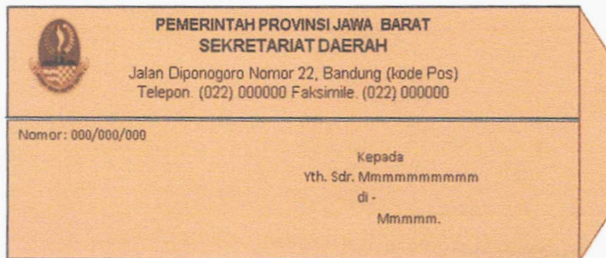 PEMERINTAH PROVINSI JAWA BARAT
SEKRETARIAT DAERAH
Jalan Diponogoro Nomor 22, Bandung (kode Pos)
Telepon. (022) 000000 Faksimile. (022) 000000
Nomor: 000/000/000
Kepada
Yth. Sdr. Mmmmmmmmmm
di -
Mmmmm.